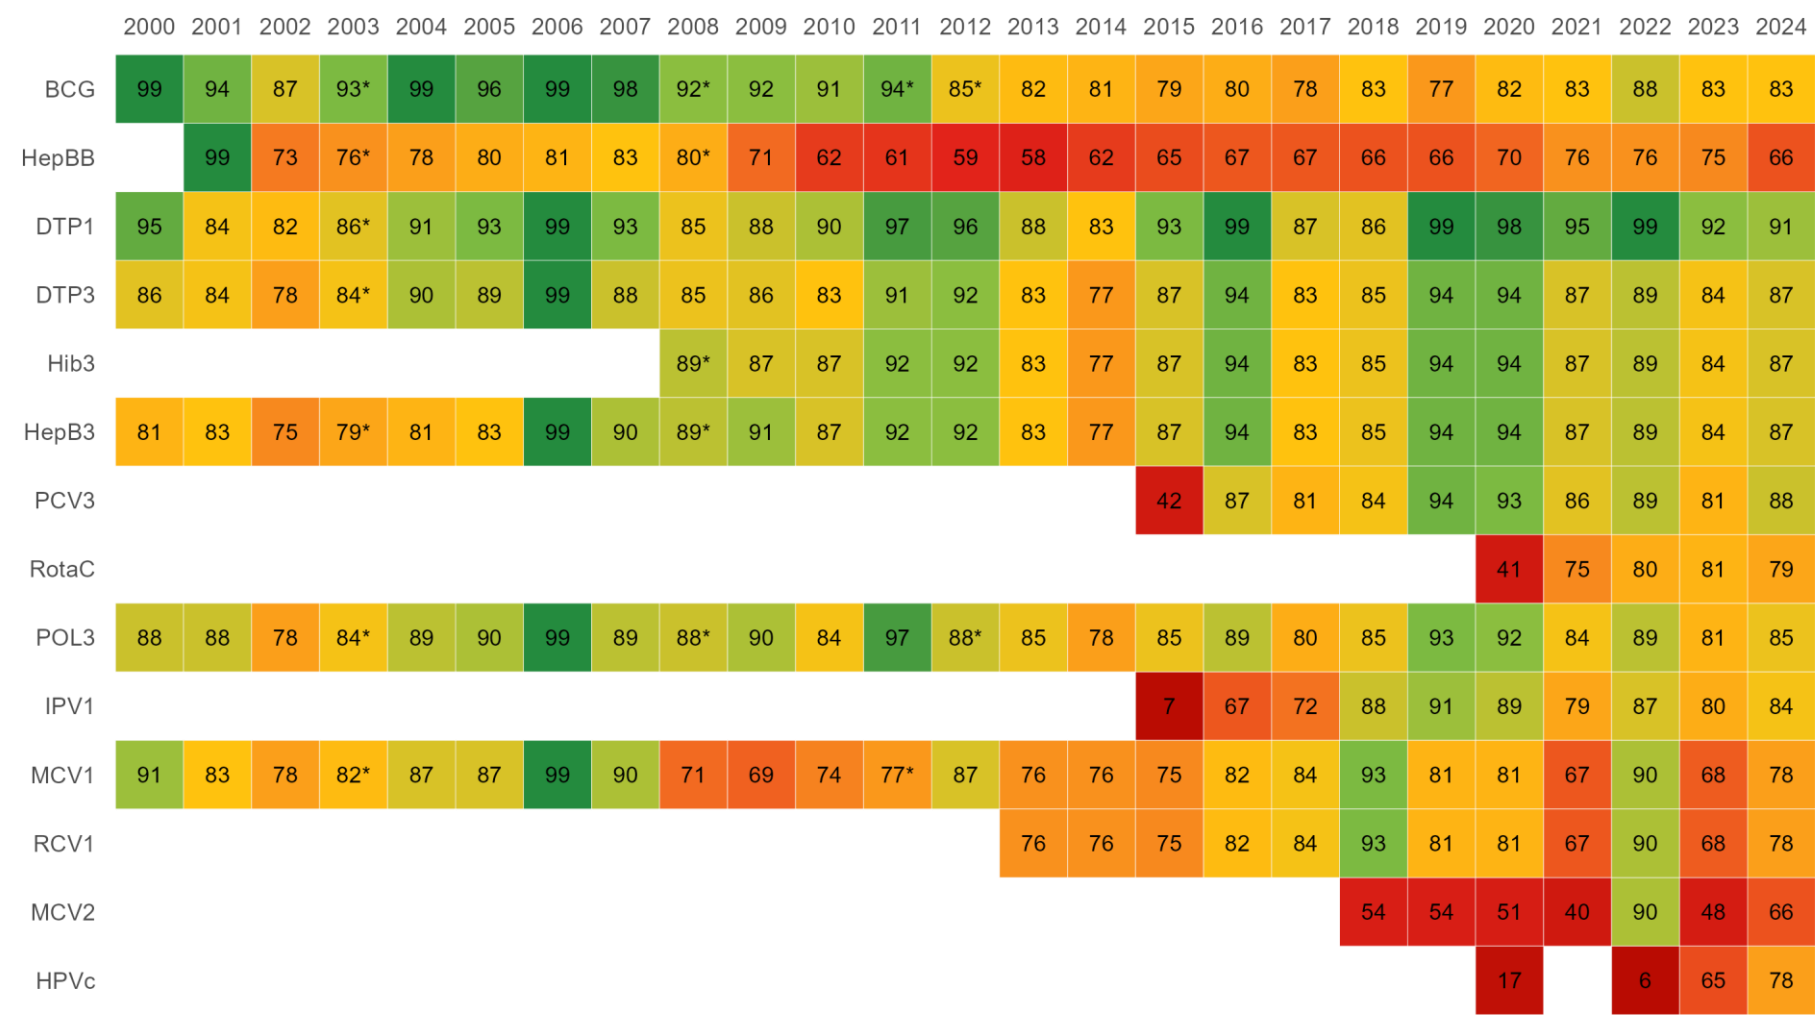 2000 2001 2002 2003 2004 2005 2006 2007 2008 2009 2010 2011 2012 2013 2014 2015 2016 2017 2018 2019 2020 2021 2022 2023 2024
BCG 99 94 87 93* 99 96 99 98 92* 92 91 94* 85* 82 81 79 80 78 83 77 82 83 88 83 83
HepBB 99 73 76* 78 80 81 83 80* 71 62 61 59 58 62 65 67 67 66 66 70 76 76 75 66
DTP1 95 84 82 86* 91 93 99 93 85 88 90 97 96 88 83 93 99 87 86 99 98 95 99 92 91
DTP3 86 84 78 84* 90 89 99 88 85 86 83 91 92 83 77 87 94 83 85 94 94 87 89 84 87
Hib3 89* 87 87 92 92 83 77 87 94 83 85 94 94 87 89 84 87
HepB3 81 83 75 79* 81 83 99 90 89* 91 87 92 92 83 77 87 94 83 85 94 94 87 89 84 87
PCV3 42 87 81 84 94 93 86 89 81 88
RotaC 41 75 80 81 79
POL3 88 88 78 84* 89 90 99 89 88* 90 84 97 88* 85 78 85 89 80 85 93 92 84 89 81 85
IPV1 7 67 72 88 91 89 79 87 80 84
MCV1 91 83 78 82* 87 87 99 90 71 69 74 77* 87 76 76 75 82 84 93 81 81 67 90 68 78
RCV1 76 76 75 82 84 93 81 81 67 90 68 78
MCV2 54 54 51 40 90 48 66
HPVc 17 6 65 78